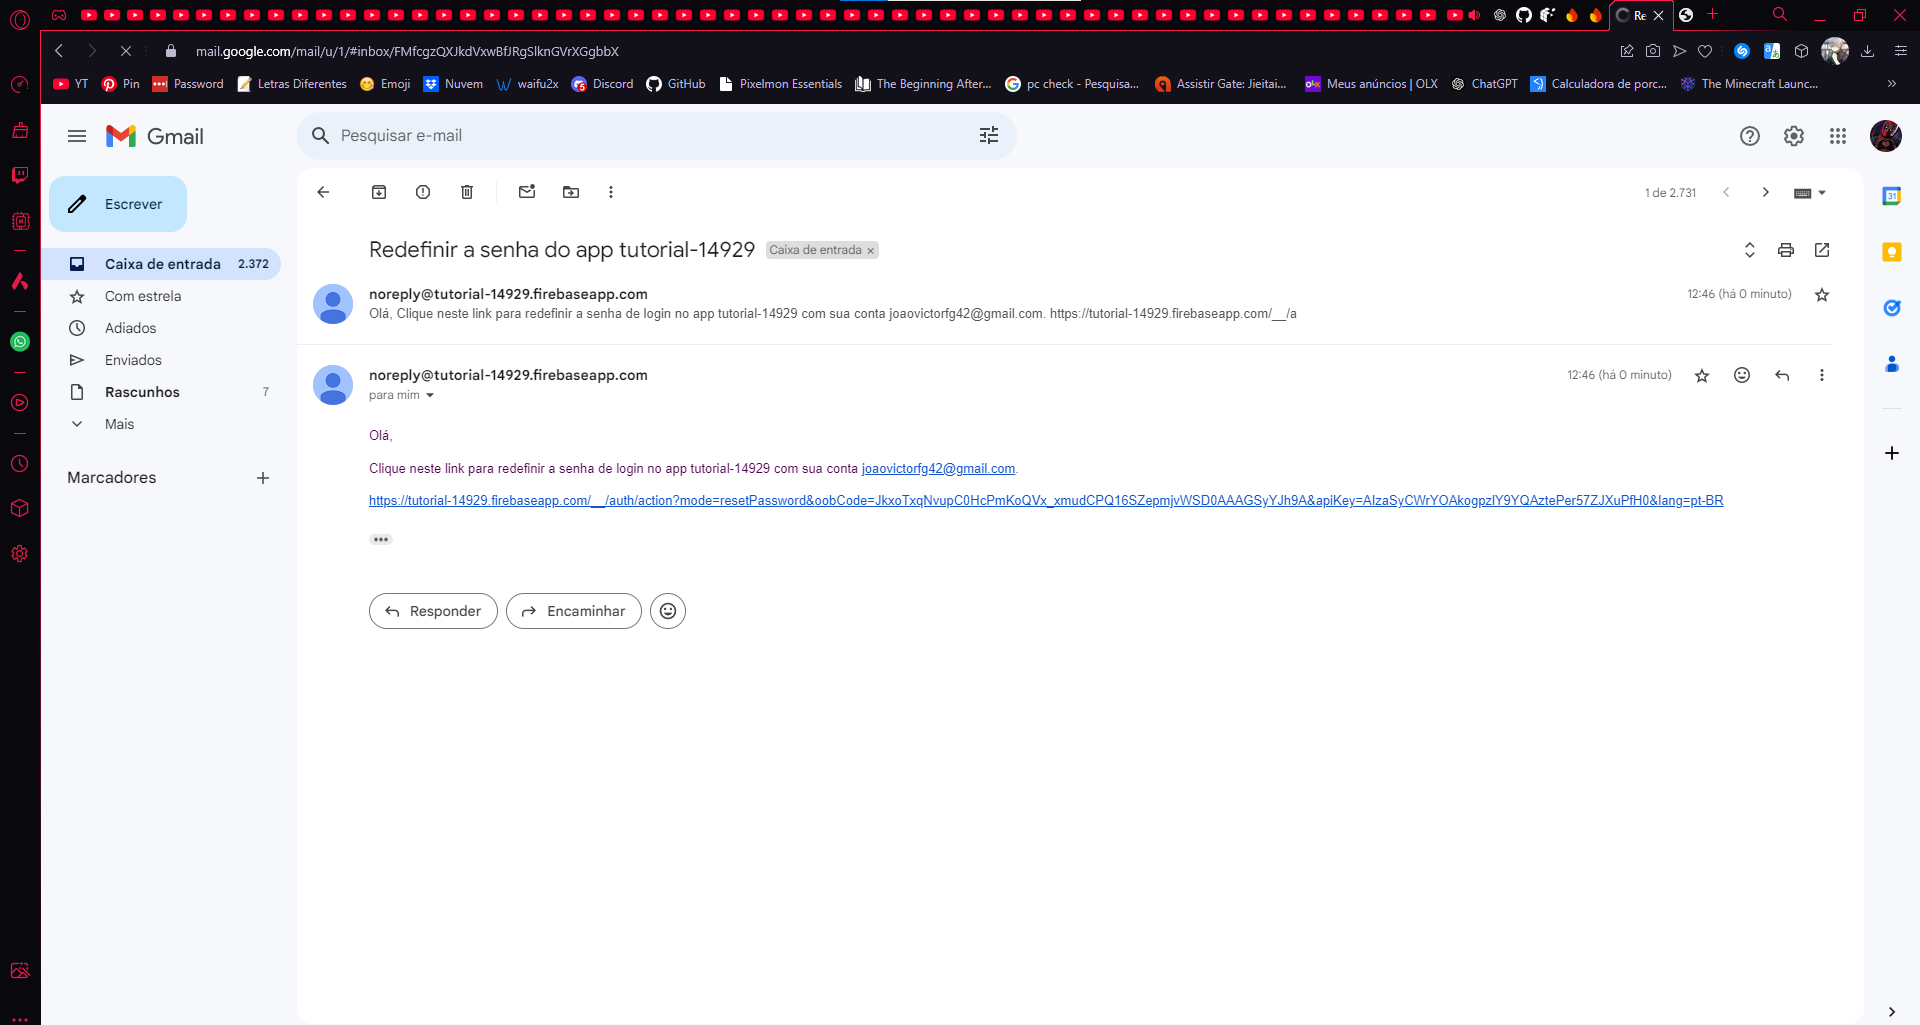 Re
mail.google.com/mail/u/1/#inbox/FMfcgzQXJkdVxwBfJRgSlknGVrXGgbbX
YT Pin Password Letras Diferentes Emoji Nuvem waifu2x Discord GitHub Pixelmon Essentials The Beginning After... pc check - Pesquisa... Assistir Gate: Jieitai... Meus anúncios | OLX ChatGPT Calculadora de porc... The Minecraft Launc... »
Gmail
Pesquisar e-mail
Escrever
1 de 2.731
Redefinir a senha do app tutorial-14929 Caixa de entrada ×
Caixa de entrada 2.372
Com estrela
Adiados
Enviados
Rascunhos 7
Mais
Marcadores
noreply@tutorial-14929.firebaseapp.com 12:46 (há 0 minuto)
Olá, Clique neste link para redefinir a senha de login no app tutorial-14929 com sua conta joaovictorfg42@gmail.com. https://tutorial-14929.firebaseapp.com/__/a
noreply@tutorial-14929.firebaseapp.com 12:46 (há 0 minuto)
para mim
Olá,
Clique neste link para redefinir a senha de login no app tutorial-14929 com sua conta joaovictorfg42@gmail.com.
https://tutorial-14929.firebaseapp.com/__/auth/action?mode=resetPassword&oobCode=JkxoTxqNvupC0HcPmKoQVx_xmudCPQ16SZepmjvWSD0AAAGSyYJh9A&apiKey=AIzaSyCWrYOAkogpzlY9YQAztePer57ZJXuPfH0&lang=pt-BR
Responder Encaminhar
31